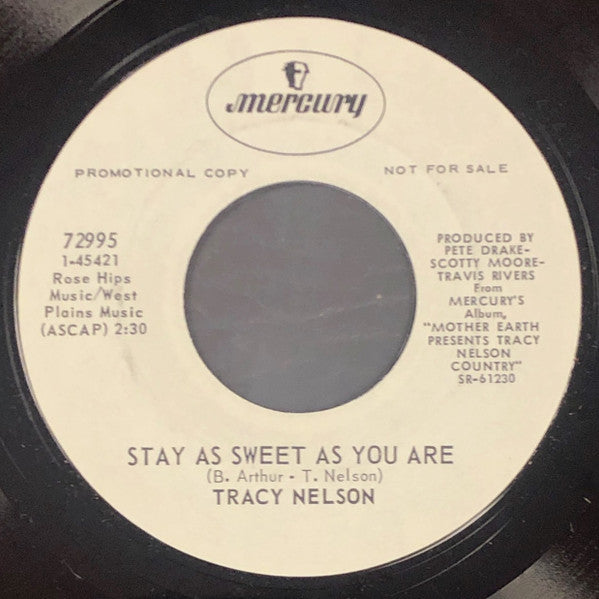 mercury
PROMOTIONAL COPY
NOT FOR SALE
72995
1-45421
Rose Hips
Music/West
Plains Music
(ASCAP) 2:30
PRODUCED BY
PETE DRAKE-
SCOTTY MOORE-
TRAVIS RIVERS
From
MERCURY'S
Album,
"MOTHER EARTH
PRESENTS TRACY
NELSON
COUNTRY"
SR-61230
STAY AS SWEET AS YOU ARE
(B. Arthur - T. Nelson)
TRACY NELSON